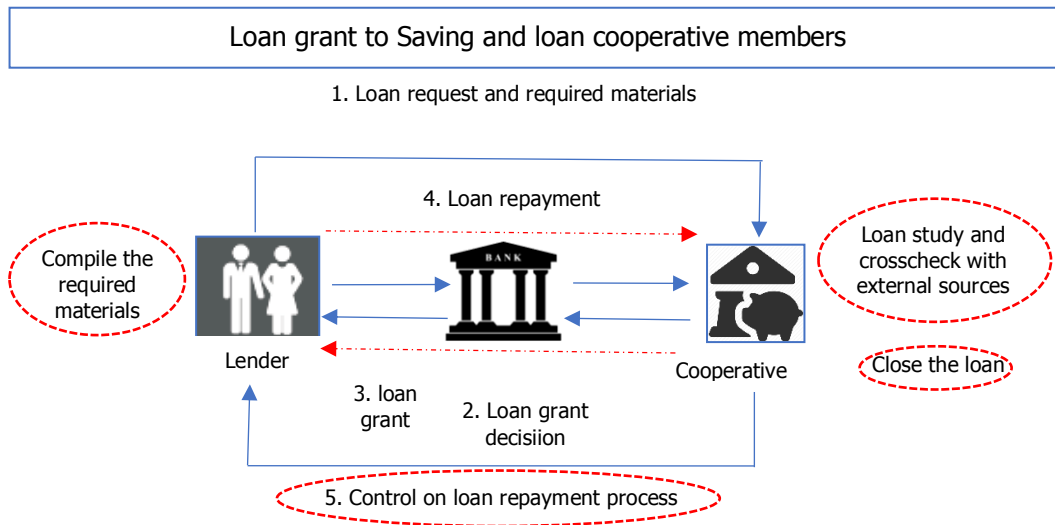 Loan grant to Saving and loan cooperative members
1. Loan request and required materials
4. Loan repayment
Compile the
required
materials
BANK
Loan study and
crosscheck with
external sources
Lender
Cooperative
Close the loan
3. loan
grant
2. Loan grant
decisiion
5. Control on loan repayment process